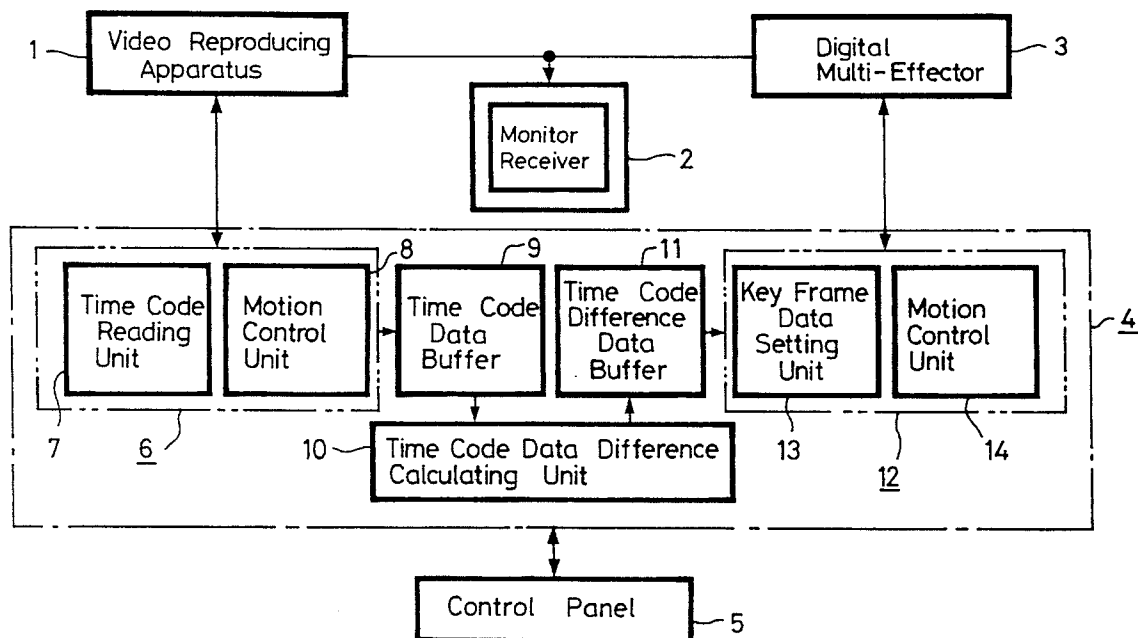 1
Video Reproducing
Apparatus
Digital
Multi-Effector
3
Monitor
Receiver
2
8
9
11
Time Code
Reading
Unit
Motion
Control
Unit
Time Code
Data
Buffer
Time Code
Difference
Data
Buffer
Key Frame
Data
Setting
Unit
Motion
Control
Unit
4
7
6
10
Time Code Data Difference
Calculating Unit
13
12
14
Control Panel
5